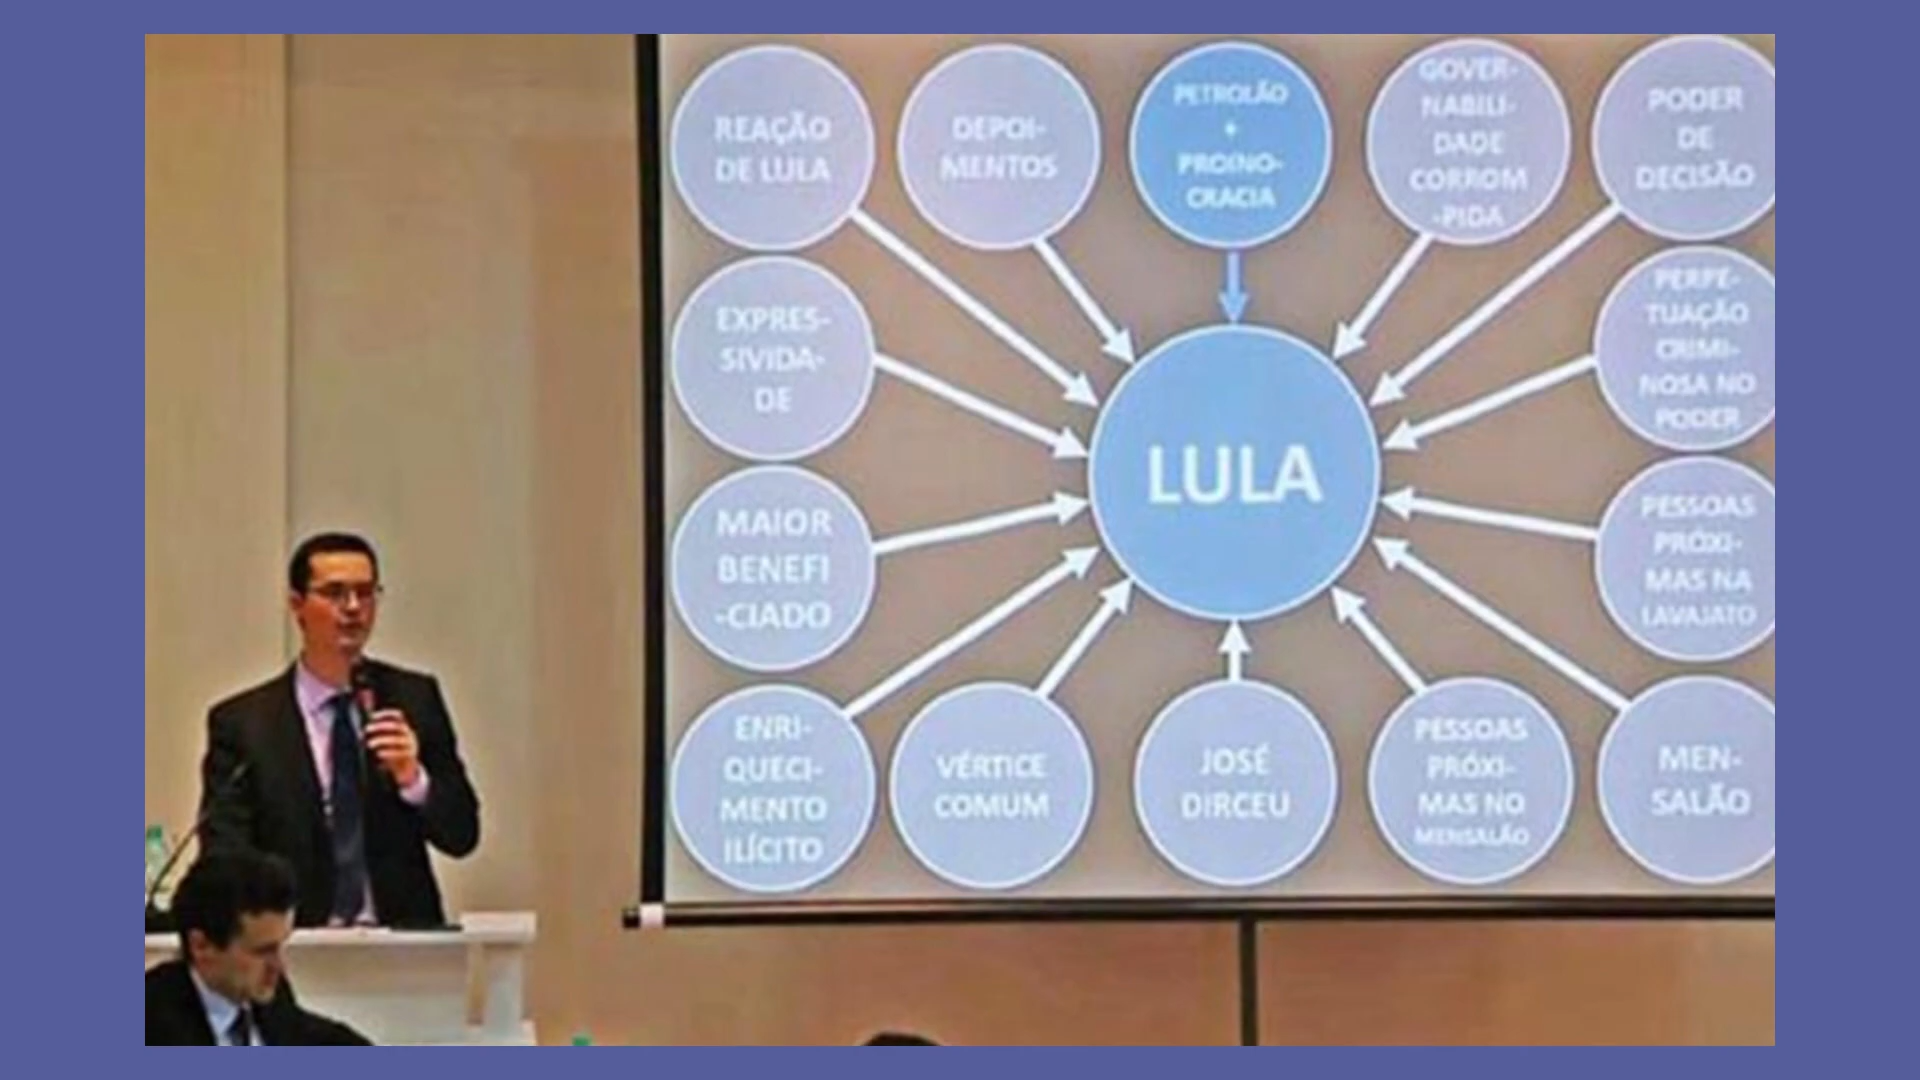 REAÇÃO
DE LULA
DEPOI-
MENTOS
PETROLÃO
+
PROINO-
CRACIA
GOVER-
NABILI-
DADE
CORROM
-PIDA
PODER
DE
DECISÃO
EXPRES-
SIVIDA-
DE
PERPE-
TUAÇÃO
CRIMI-
NOSA NO
PODER
LULA
MAIOR
BENEFI
-CIADO
PESSOAS
PRÓXI-
MAS NA
LAVAJATO
ENRI-
QUECI-
MENTO
ILÍCITO
VÉRTICE
COMUM
JOSÉ
DIRCEU
PESSOAS
PRÓXI-
MAS NO
MENSALÃO
MEN-
SALÃO